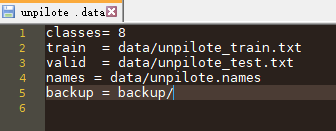 unpilote .data
1 classes= 8
2 train  = data/unpilote_train.txt
3 valid  = data/unpilote_test.txt
4 names = data/unpilote.names
5 backup = backup/